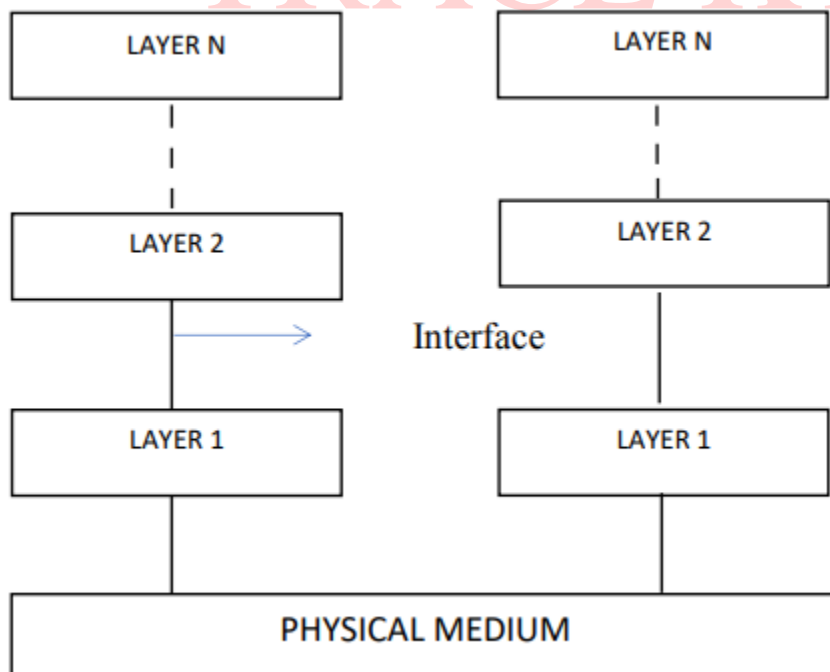 LAYER N
LAYER N
LAYER 2
LAYER 2
Interface
LAYER 1
LAYER 1
PHYSICAL MEDIUM